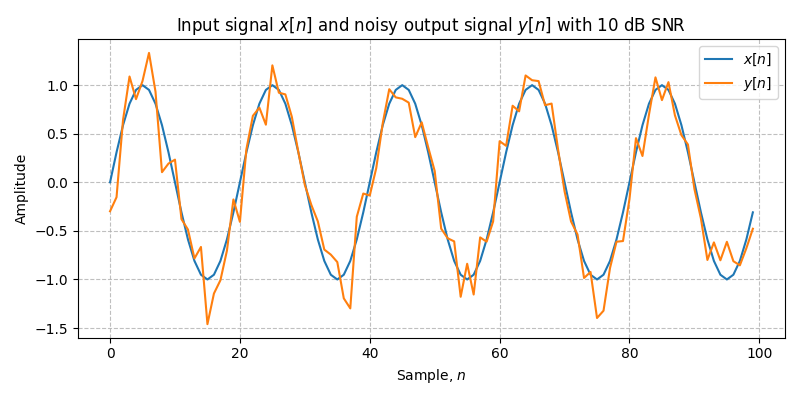 Input signal x[n] and noisy output signal y[n] with 10 dB SNR
x[n]
y[n]
1.0
0.5
0.0
−0.5
−1.0
−1.5
Amplitude
0 20 40 60 80 100
Sample, n